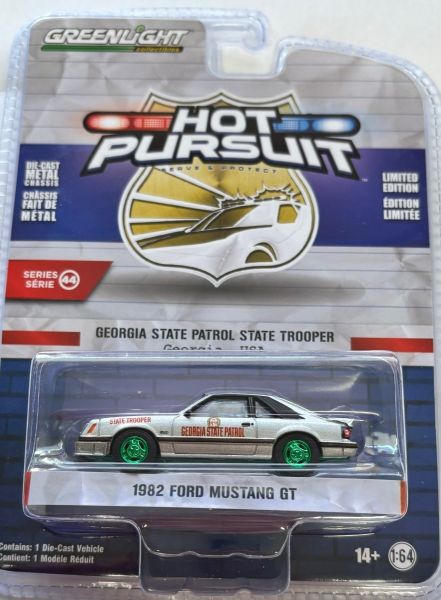 GREENLIGHT
collectibles
HOT
PURSUIT
SERVE & PROTECT
DIE-CAST
METAL
CHASSIS
CHÂSSIS
FAIT DE
MÉTAL
LIMITED
EDITION
ÉDITION
LIMITÉE
SERIES
SÉRIE 44
GEORGIA STATE PATROL STATE TROOPER
Georgia, USA
STATE TROOPER
GEORGIA STATE PATROL
1982 FORD MUSTANG GT
Contains: 1 Die-Cast Vehicle
Contient: 1 Modèle Réduit
14+
1:64